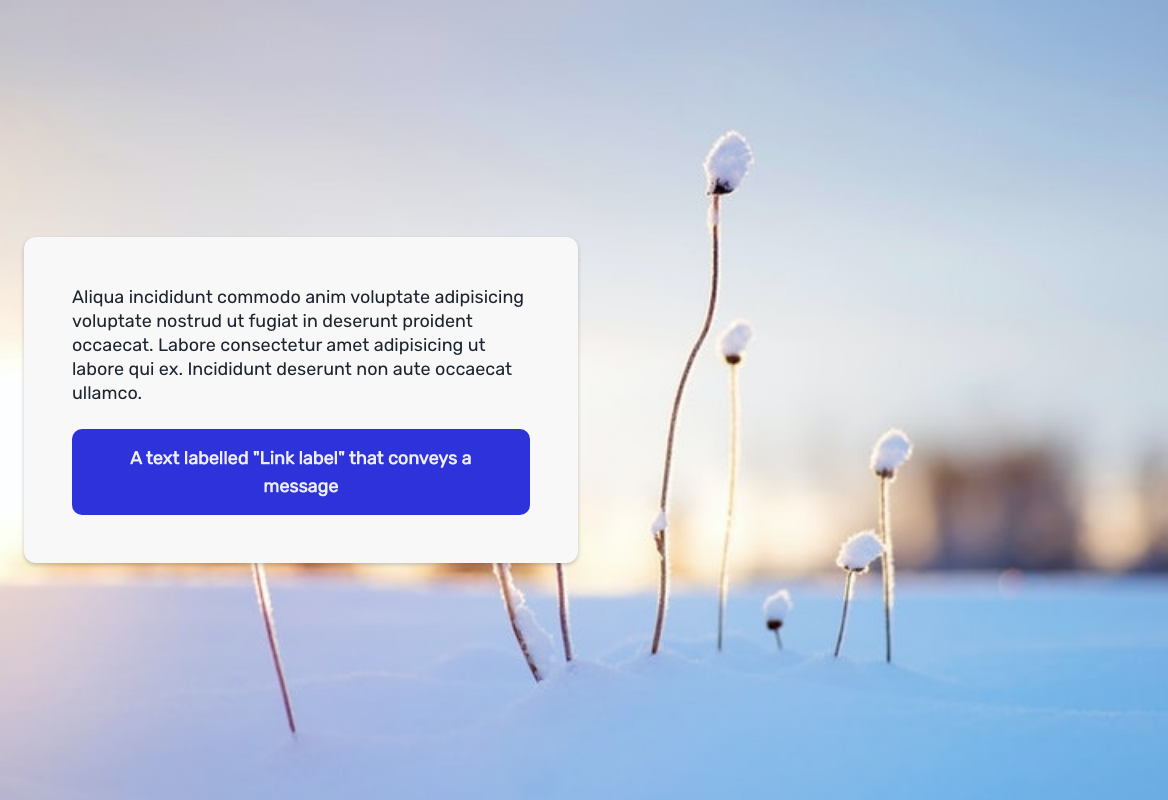 Aliqua incididunt commodo anim voluptate adipisicing
voluptate nostrud ut fugiat in deserunt proident
occaecat. Labore consectetur amet adipisicing ut
labore qui ex. Incididunt deserunt non aute occaecat
ullamco.
A text labelled "Link label" that conveys a
message